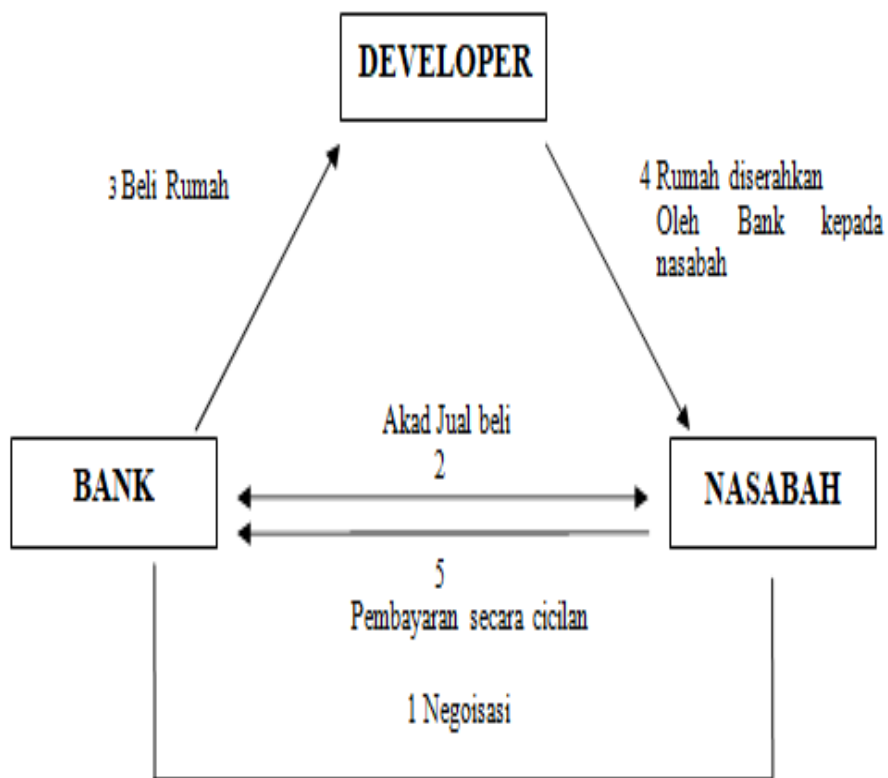 DEVELOPER
3 Beli Rumah
4 Rumah diserahkan
Oleh Bank kepada
nasabah
Akad Jual beli
2
BANK
NASABAH
5
Pembayaran secara cicilan
1 Negoisasi